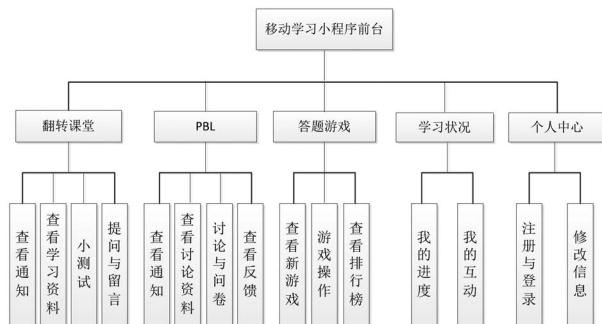 移动学习小程序前台
翻转课堂
PBL
答题游戏
学习状况
个人中心
查看通知
查看学习资料
小测试
提问与留言
查看通知
查看讨论资料
讨论与问卷
查看反馈
查看新游戏
游戏操作
查看排行榜
我的进度
我的互动
注册与登录
修改信息